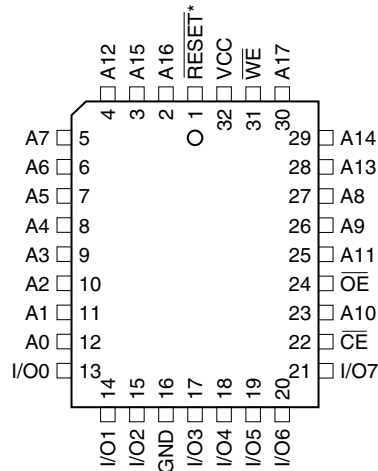 A12 A15 A16 RESET* VCC WE A17
4 3 2 1 32 31 30
A7 5 29 A14
A6 6 28 A13
A5 7 27 A8
A4 8 26 A9
A3 9 25 A11
A2 10 24 OE
A1 11 23 A10
A0 12 22 CE
I/O0 13 21 I/O7
14 15 16 17 18 19 20
I/O1 I/O2 GND I/O3 I/O4 I/O5 I/O6